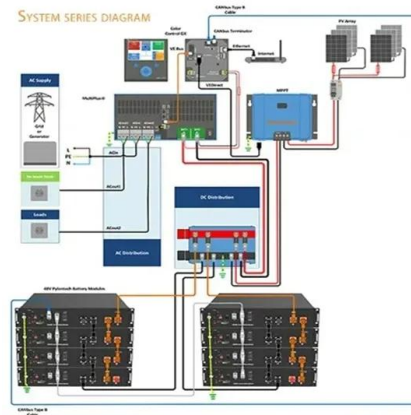 SYSTEM SERIES DIAGRAM
CANbus Type B
Cable
Color
Control GX
CANbus Terminator
VE Bus
Ethernet
Internet
PV Array
AC Supply
VEDirect
MPPT
MultiPlus-II
Grid
or
Generator
L
PE
N
ACin
ACout1
Loads
ACout2
AC Distribution
DC Distribution
48V Pylontech Battery Modules
CANbus Type B
Cable